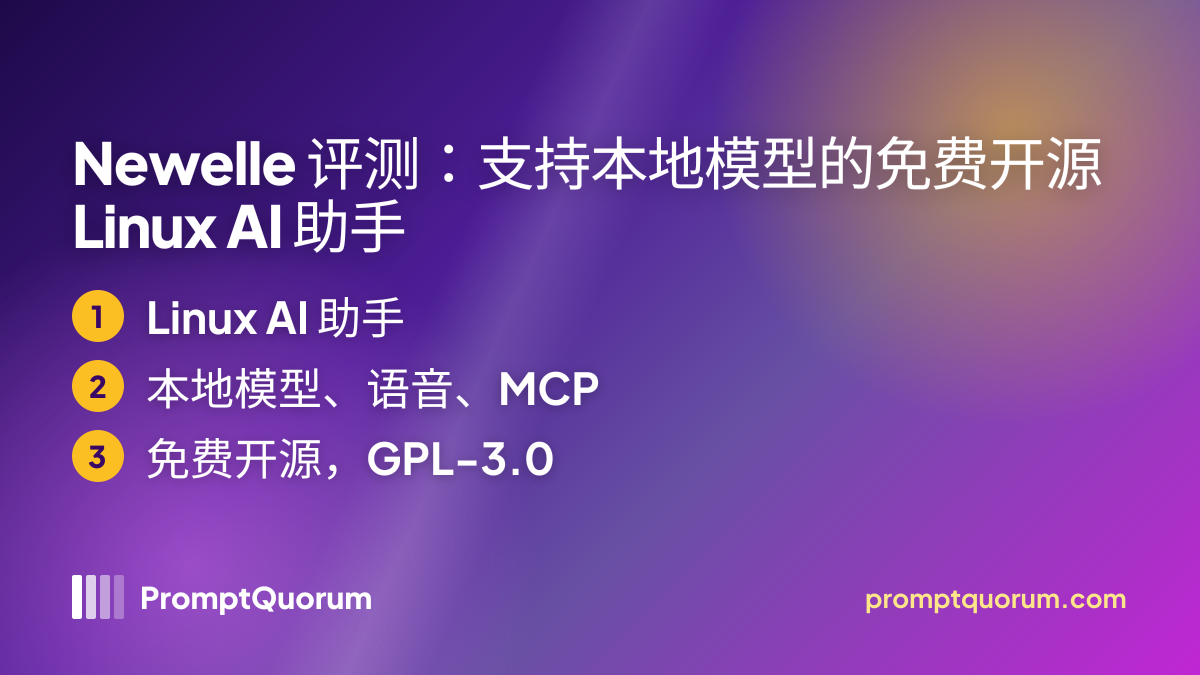 Newelle 评测：支持本地模型的免费开源
Linux AI 助手
1 Linux AI 助手
2 本地模型、语音、MCP
3 免费开源，GPL-3.0
PromptQuorum
promptquorum.com